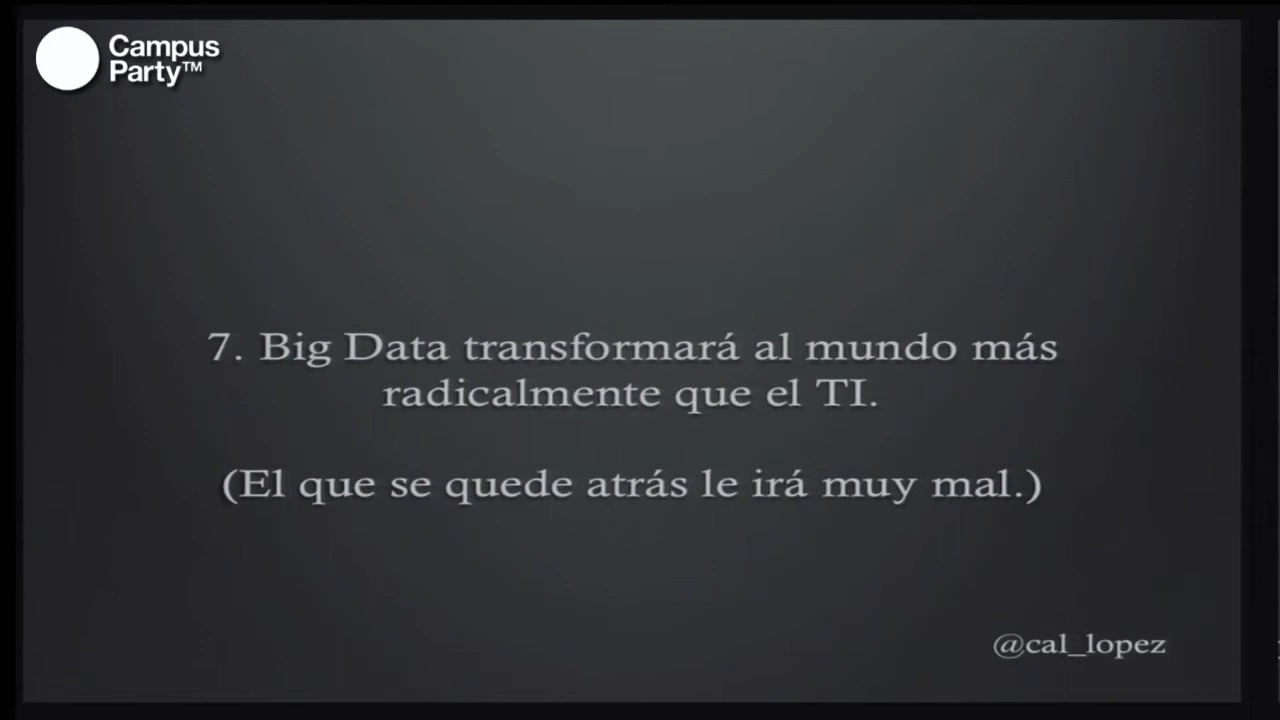 Campus
Party™
7. Big Data transformará al mundo más
radicalmente que el TI.
(El que se quede atrás le irá muy mal.)
@cal_lopez